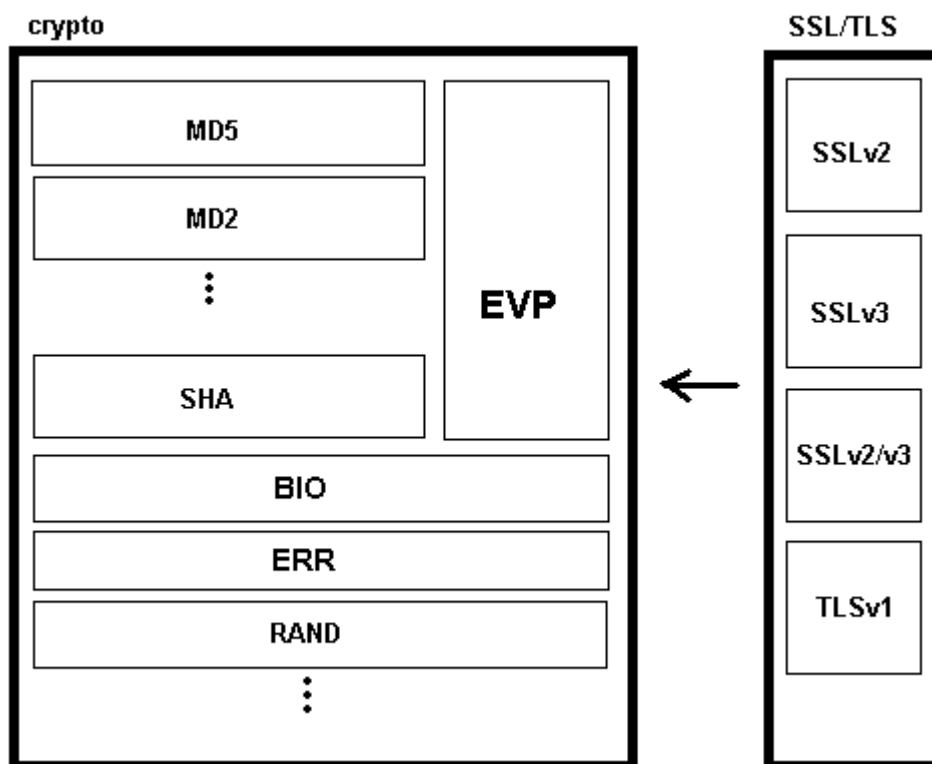 crypto
MD5
MD2
SHA
EVP
BIO
ERR
RAND
SSL/TLS
SSLv2
SSLv3
SSLv2/v3
TLSv1